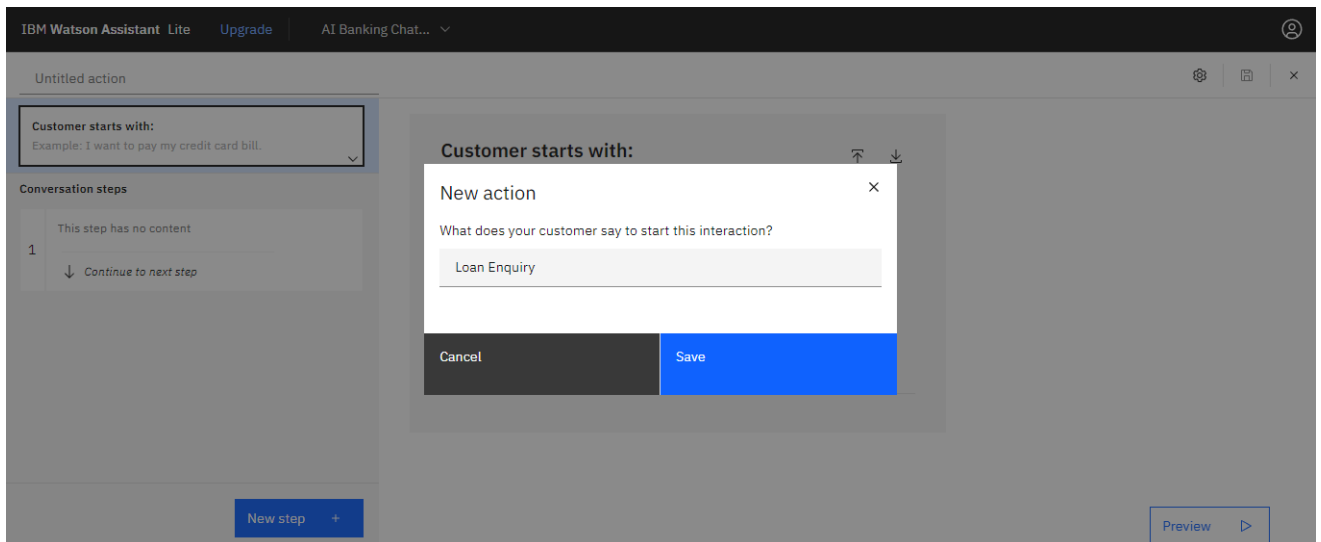 IBM Watson Assistant Lite Upgrade AI Banking Chat...
Untitled action
Customer starts with:
Example: I want to pay my credit card bill.
Conversation steps
1
This step has no content
Continue to next step
New step +
Customer starts with:
New action
What does your customer say to start this interaction?
Loan Enquiry
Cancel Save
Preview